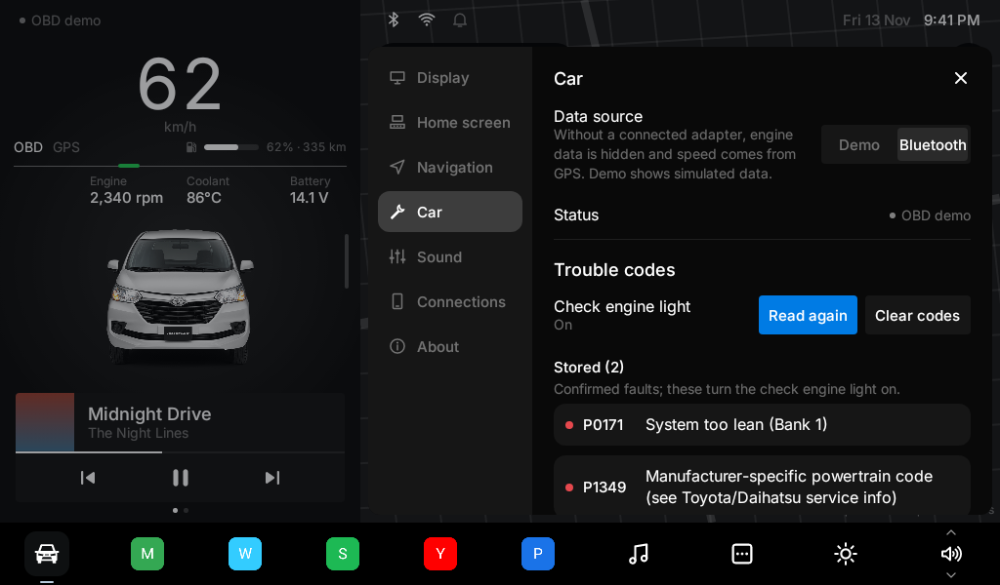 OBD demo
Fri 13 Nov 9:41 PM
62
km/h
OBD GPS
62% · 335 km
Engine
2,340 rpm
Coolant
86°C
Battery
14.1 V
Midnight Drive
The Night Lines
Display
Home screen
Navigation
Car
Sound
Connections
About
Car
Data source
Without a connected adapter, engine
data is hidden and speed comes from
GPS. Demo shows simulated data.
Demo
Bluetooth
Status
OBD demo
Trouble codes
Check engine light
On
Read again
Clear codes
Stored (2)
Confirmed faults; these turn the check engine light on.
P0171 System too lean (Bank 1)
P1349 Manufacturer-specific powertrain code
(see Toyota/Daihatsu service info)
M
W
S
Y
P